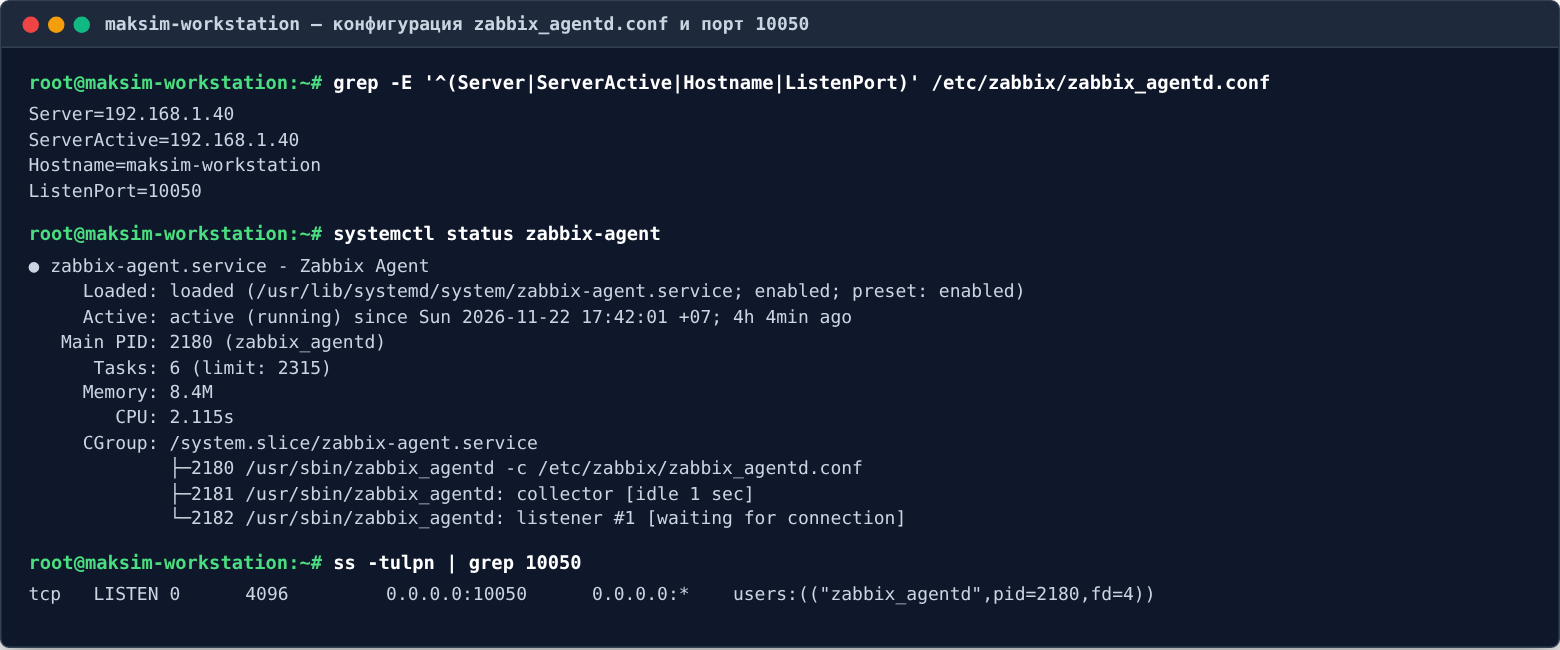 maksim-workstation — конфигурация zabbix_agentd.conf и порт 10050
root@maksim-workstation:~# grep -E '^(Server|ServerActive|Hostname|ListenPort)' /etc/zabbix/zabbix_agentd.conf
Server=192.168.1.40
ServerActive=192.168.1.40
Hostname=maksim-workstation
ListenPort=10050
root@maksim-workstation:~# systemctl status zabbix-agent
● zabbix-agent.service - Zabbix Agent
     Loaded: loaded (/usr/lib/systemd/system/zabbix-agent.service; enabled; preset: enabled)
     Active: active (running) since Sun 2026-11-22 17:42:01 +07; 4h 4min ago
   Main PID: 2180 (zabbix_agentd)
      Tasks: 6 (limit: 2315)
     Memory: 8.4M
        CPU: 2.115s
     CGroup: /system.slice/zabbix-agent.service
             ├─2180 /usr/sbin/zabbix_agentd -c /etc/zabbix/zabbix_agentd.conf
             ├─2181 /usr/sbin/zabbix_agentd: collector [idle 1 sec]
             └─2182 /usr/sbin/zabbix_agentd: listener #1 [waiting for connection]
root@maksim-workstation:~# ss -tulpn | grep 10050
tcp   LISTEN 0      4096         0.0.0.0:10050      0.0.0.0:*    users:(("zabbix_agentd",pid=2180,fd=4))